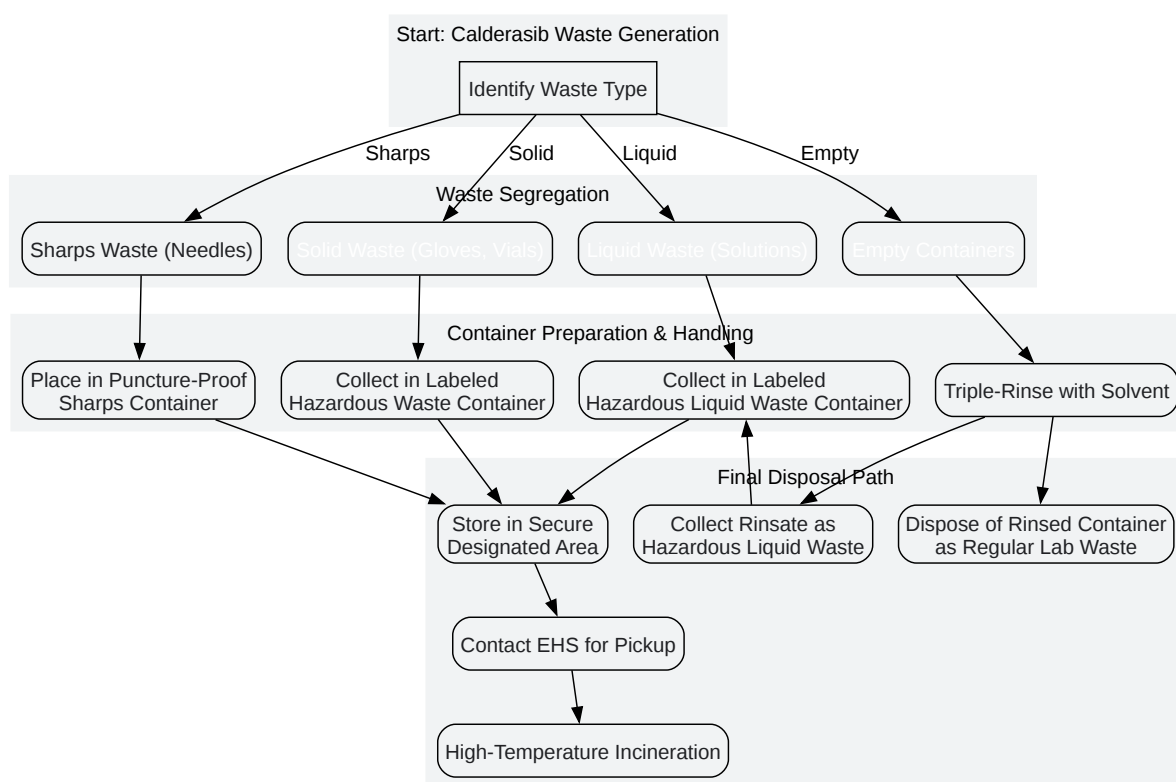 Start: Calderasib Waste Generation
Identify Waste Type
Sharps
Solid
Liquid
Empty
Waste Segregation
Sharps Waste (Needles)
Solid Waste (Gloves, Vials)
Liquid Waste (Solutions)
Empty Containers
Container Preparation & Handling
Place in Puncture-Proof
Sharps Container
Collect in Labeled
Hazardous Waste Container
Collect in Labeled
Hazardous Liquid Waste Container
Triple-Rinse with Solvent
Final Disposal Path
Store in Secure
Designated Area
Collect Rinsate as
Hazardous Liquid Waste
Dispose of Rinsed Container
as Regular Lab Waste
Contact EHS for Pickup
High-Temperature Incineration